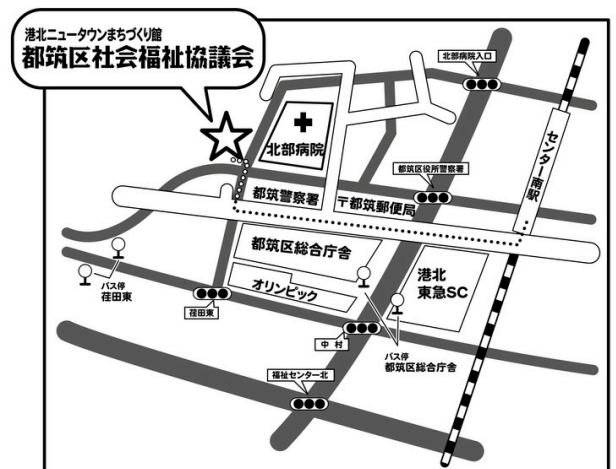 港北ニュータウンまちづくり館
都筑区社会福祉協議会
北部病院入口
北部病院
センター南駅
都筑区役所警察署
都筑警察署
〒都筑郵便局
都筑区総合庁舎
港北
東急SC
バス停
荏田東
オリンピック
荏田東
中村
バス停
都筑区総合庁舎
福祉センター北